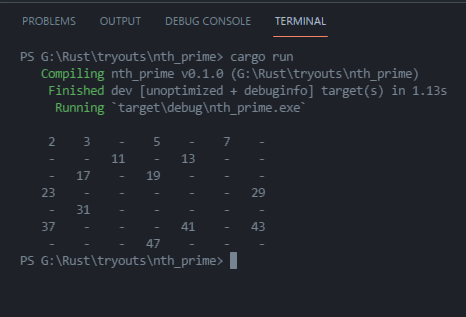 PROBLEMS OUTPUT DEBUG CONSOLE TERMINAL
PS G:\Rust\tryouts\nth_prime> cargo run
Compiling nth_prime v0.1.0 (G:\Rust\tryouts\nth_prime)
Finished dev [unoptimized + debuginfo] target(s) in 1.13s
Running `target\debug\nth_prime.exe`
2 3 - 5 - 7 -
- - 11 - 13 - -
- 17 - 19 - - -
23 - - - - - 29
- 31 - - - - -
37 - - - 41 - 43
- - - 47 - - -
PS G:\Rust\tryouts\nth_prime>